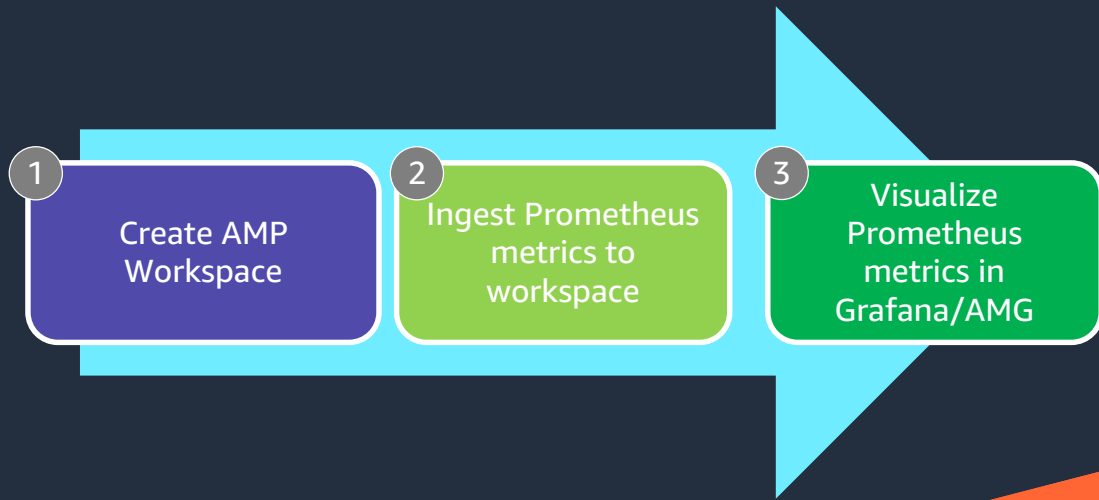 1
Create AMP
Workspace
2
Ingest Prometheus
metrics to
workspace
3
Visualize
Prometheus
metrics in
Grafana/AMG